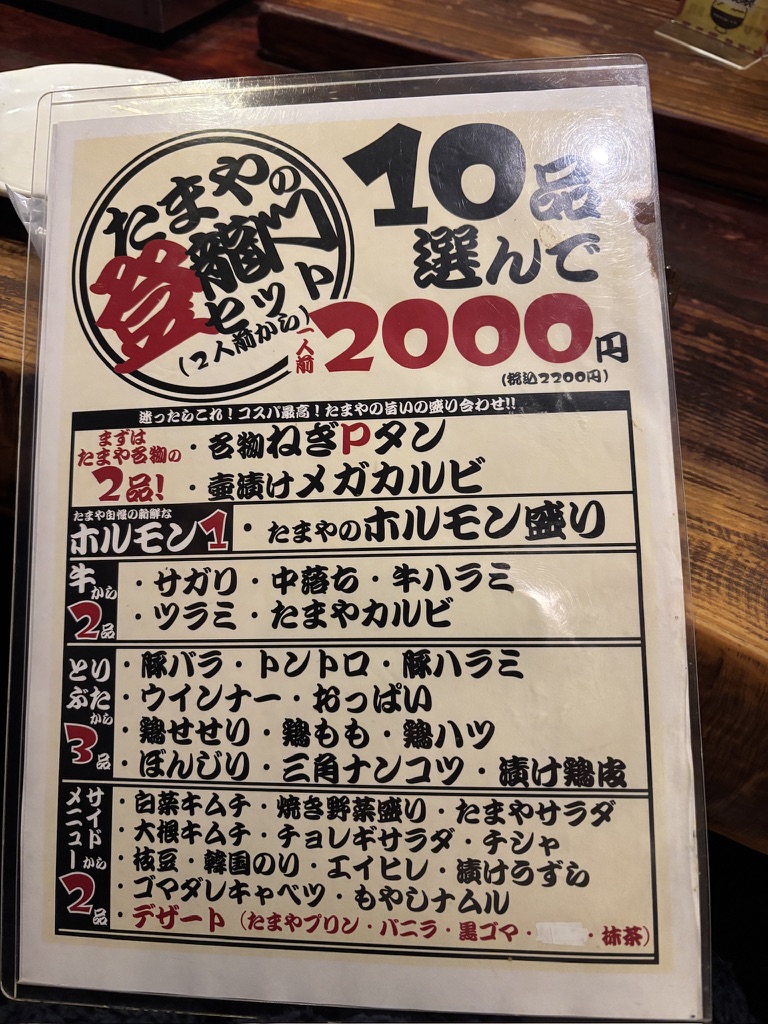 たまやの
登龍門
セット
(2人前から)
10品
選んで
一人前
2000円
(税込2200円)
迷ったらこれ!コスパ最高!たまやの旨いの盛り合わせ!!
まずは
たまや名物の
2品!
・名物ねぎPタン
・壷漬けメガカルビ
たまや自慢の新鮮な
ホルモン1
・たまやのホルモン盛り
牛から2品
・サガリ・中落ち・牛ハラミ
・ツラミ・たまやカルビ
とりぶたから3品
・豚バラ・トントロ・豚ハラミ
・ウインナー・おっぱい
・鶏せせり・鶏もも・鶏ハツ
・ぼんじり・三角ナンコツ・漬け鶏皮
サイドメニューから2品
・白菜キムチ・焼き野菜盛り・たまやサラダ
・大根キムチ・チョレギサラダ・チシャ
・枝豆・韓国のり・エイヒレ・漬けうずら
・ゴマダレキャベツ・もやしナムル
・デザート(たまやプリン・バニラ・黒ゴマ・ ・抹茶)